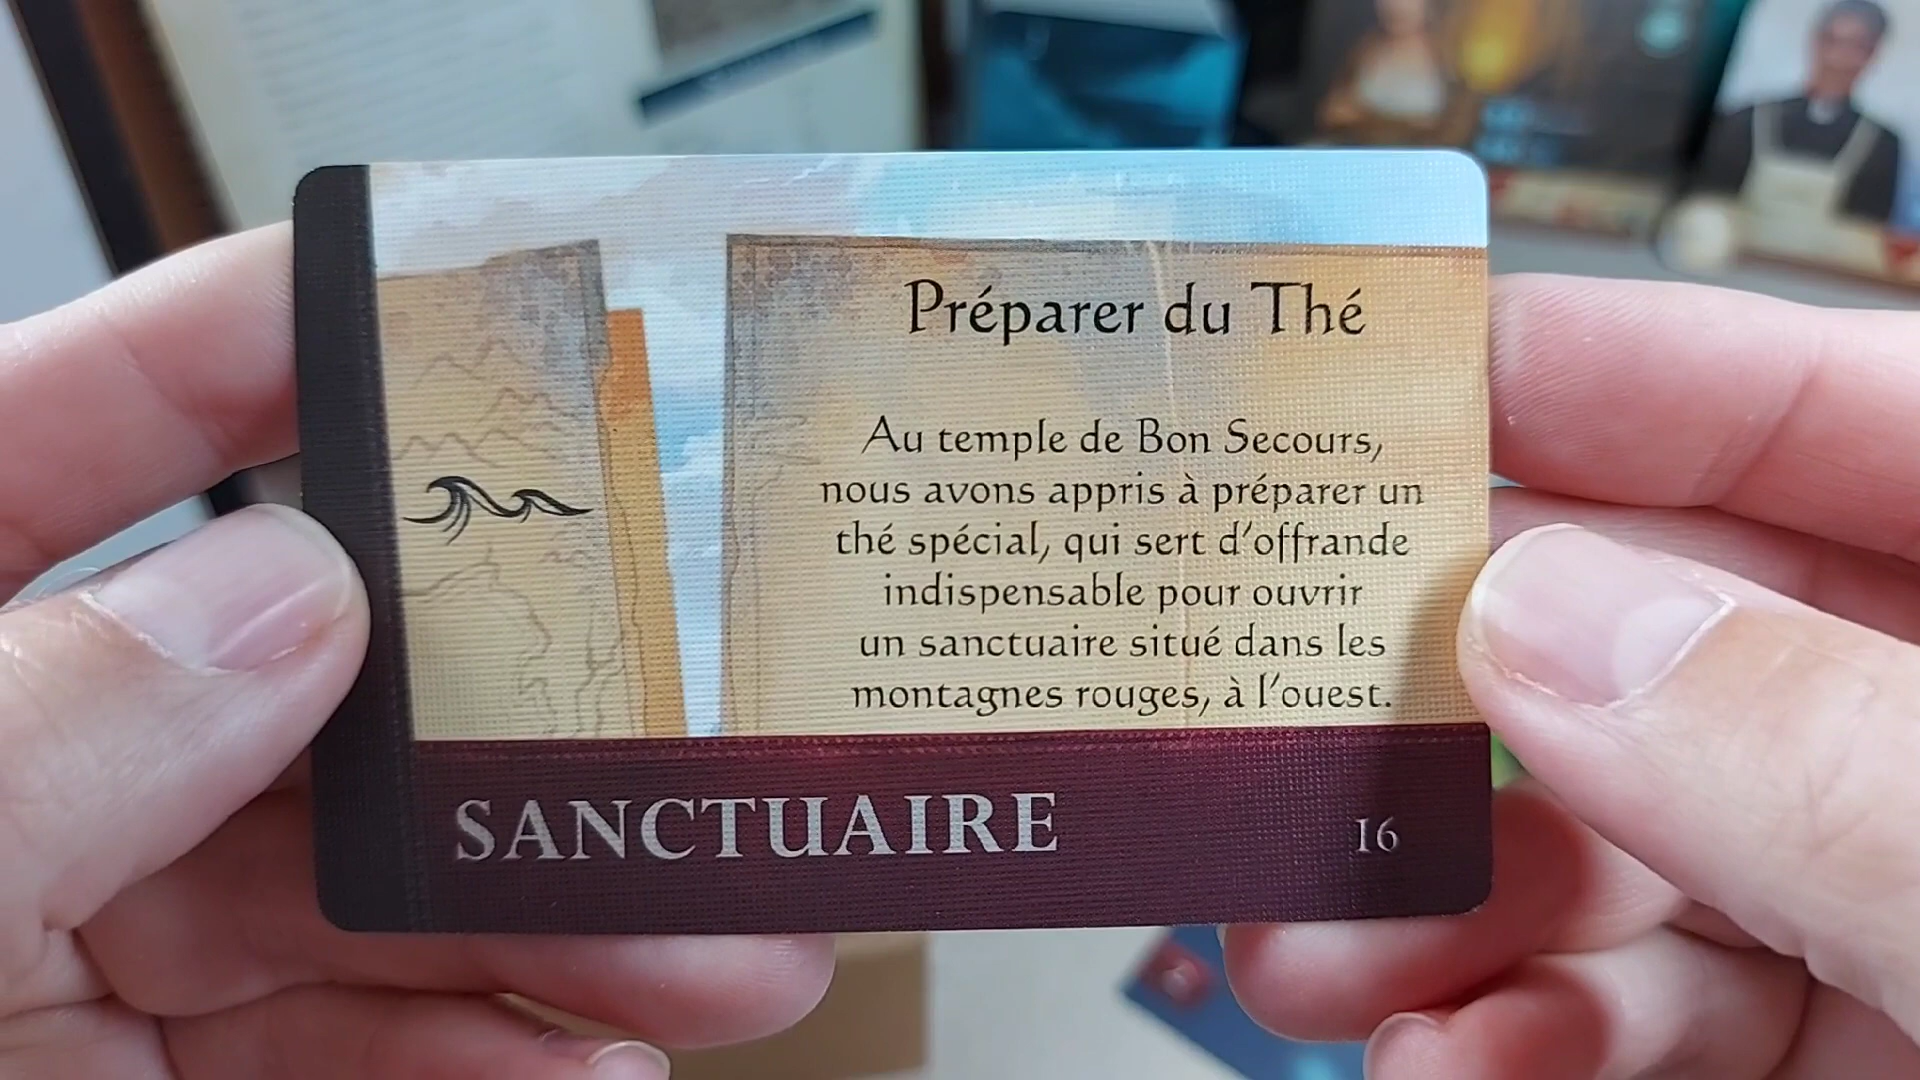 Préparer du Thé
Au temple de Bon Secours,
nous avons appris à préparer un
thé spécial, qui sert d'offrande
indispensable pour ouvrir
un sanctuaire situé dans les
montagnes rouges, à l'ouest.
SANCTUAIRE
16